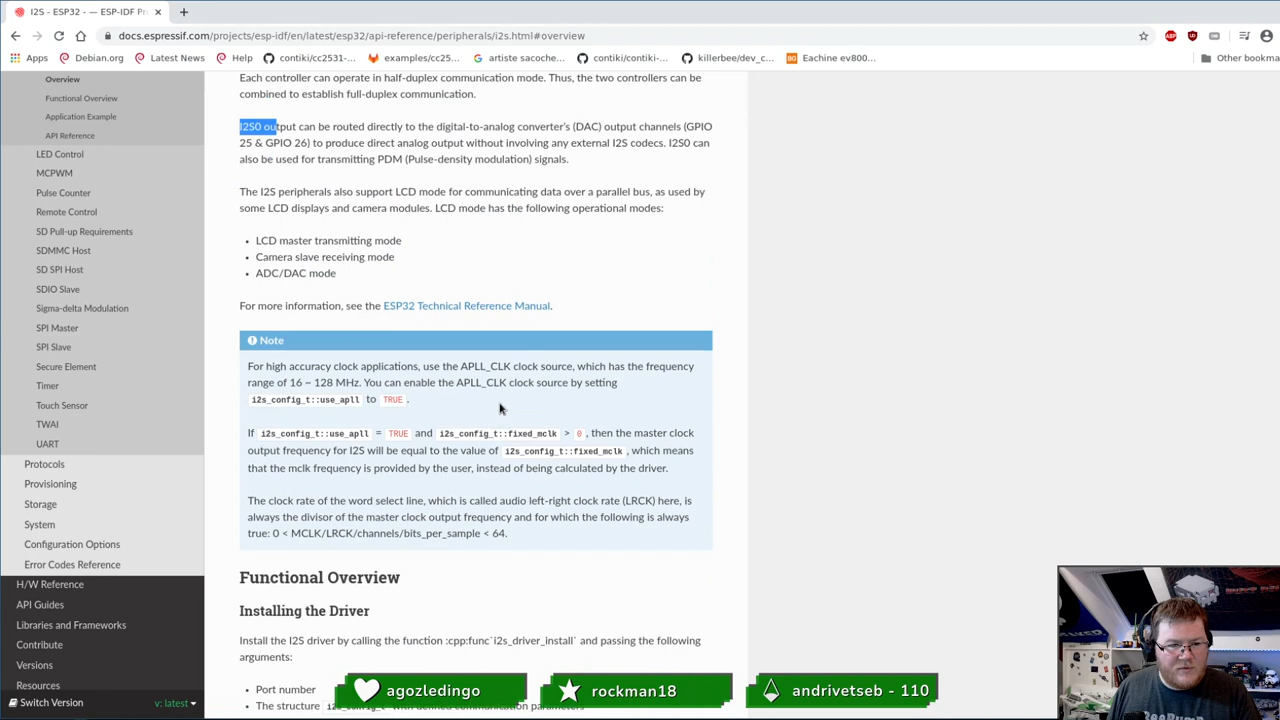 I2S - ESP32 - — ESP-IDF Pr
docs.espressif.com/projects/esp-idf/en/latest/esp32/api-reference/peripherals/i2s.html#overview
Apps
Debian.org
Latest News
Help
contiki/cc2531-...
examples/cc25...
artiste sacoche...
contiki/contiki-...
killerbee/dev_c...
Eachine ev800...
Other bookma
Overview
Functional Overview
Application Example
API Reference
LED Control
MCPWM
Pulse Counter
Remote Control
SD Pull-up Requirements
SDMMC Host
SD SPI Host
SDIO Slave
Sigma-delta Modulation
SPI Master
SPI Slave
Secure Element
Timer
Touch Sensor
TWAI
UART
Protocols
Provisioning
Storage
System
Configuration Options
Error Codes Reference
H/W Reference
API Guides
Libraries and Frameworks
Contribute
Versions
Resources
Switch Version
v: latest
Each controller can operate in half-duplex communication mode. Thus, the two controllers can be
combined to establish full-duplex communication.
I2S0 output can be routed directly to the digital-to-analog converter's (DAC) output channels (GPIO
25 & GPIO 26) to produce direct analog output without involving any external I2S codecs. I2S0 can
also be used for transmitting PDM (Pulse-density modulation) signals.
The I2S peripherals also support LCD mode for communicating data over a parallel bus, as used by
some LCD displays and camera modules. LCD mode has the following operational modes:
• LCD master transmitting mode
• Camera slave receiving mode
• ADC/DAC mode
For more information, see the ESP32 Technical Reference Manual.
Note
For high accuracy clock applications, use the APLL_CLK clock source, which has the frequency
range of 16 ~ 128 MHz. You can enable the APLL_CLK clock source by setting
i2s_config_t::use_apll to TRUE .
If i2s_config_t::use_apll = TRUE and i2s_config_t::fixed_mclk > 0 , then the master clock
output frequency for I2S will be equal to the value of i2s_config_t::fixed_mclk , which means
that the mclk frequency is provided by the user, instead of being calculated by the driver.
The clock rate of the word select line, which is called audio left-right clock rate (LRCK) here, is
always the divisor of the master clock output frequency and for which the following is always
true: 0 < MCLK/LRCK/channels/bits_per_sample < 64.
Functional Overview
Installing the Driver
Install the I2S driver by calling the function :cpp:func`i2s_driver_install` and passing the following
arguments:
• Port number
• The structure i2s_config_t with defined communication parameters
agozledingo
rockman18
andrivetseb - 110